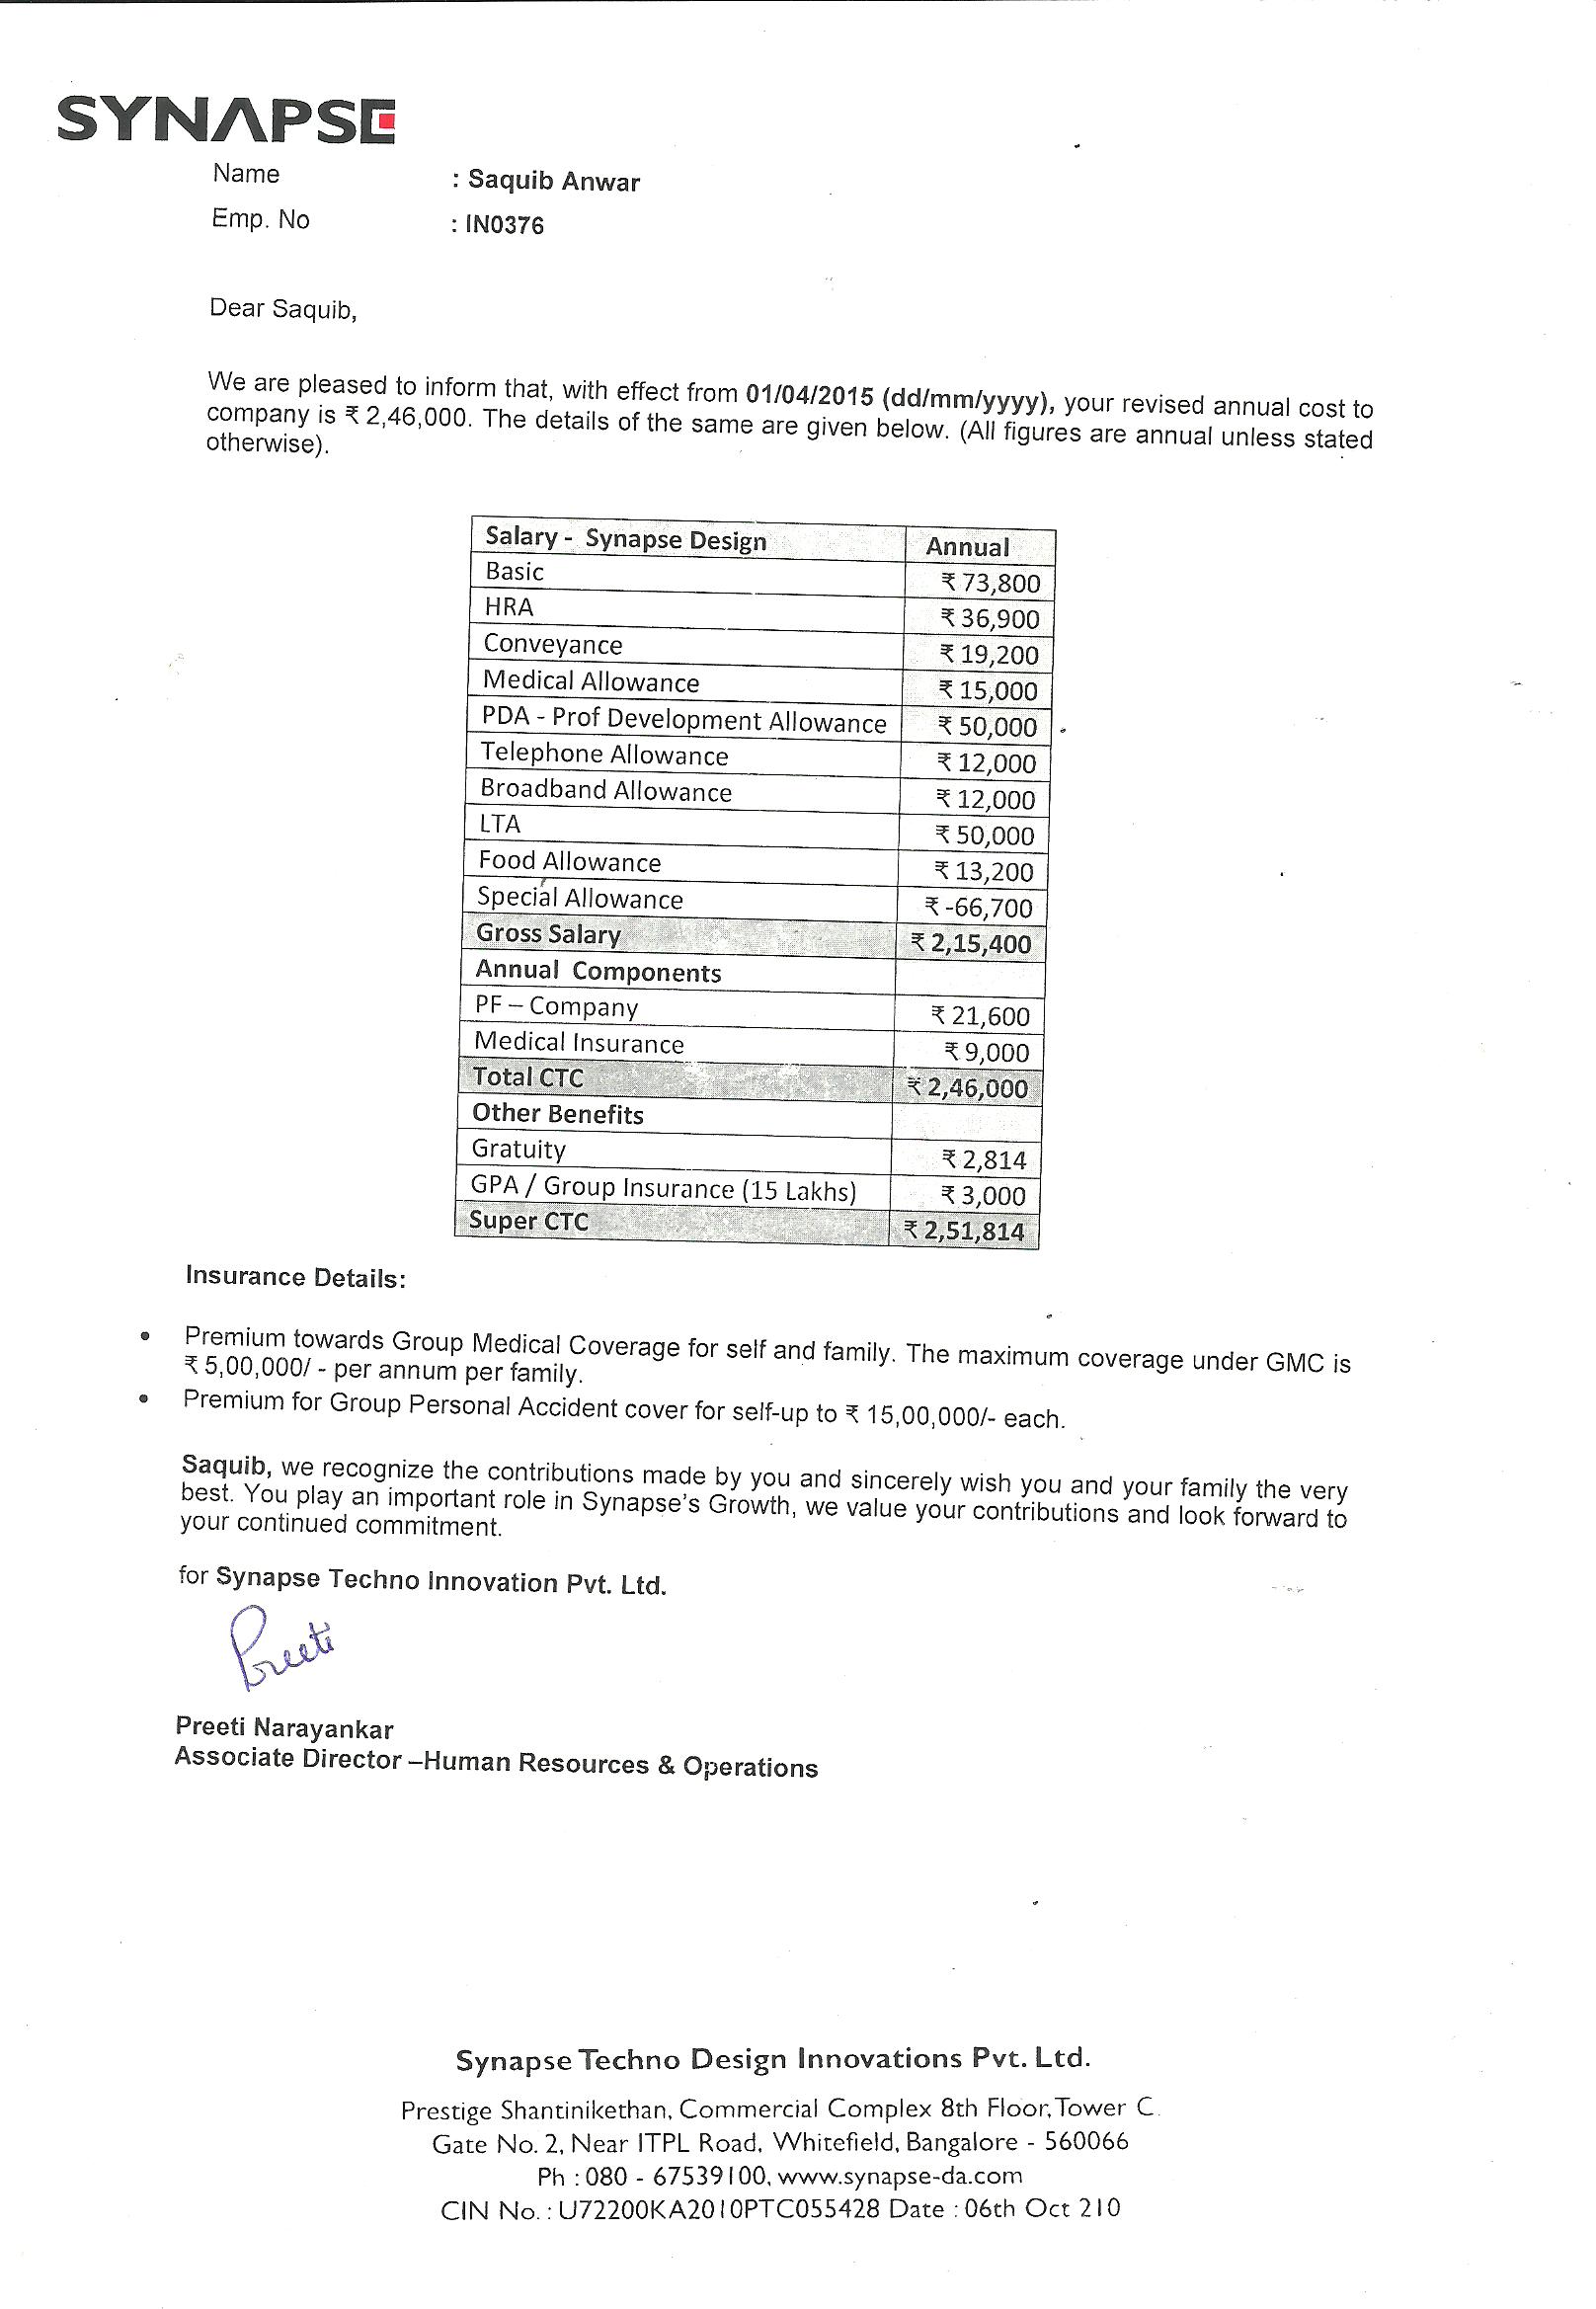 SYNAPSE
Name : Saquib Anwar
Emp. No : IN0376
Dear Saquib,
We are pleased to inform that, with effect from 01/04/2015 (dd/mm/yyyy), your revised annual cost to
company is ₹ 2,46,000. The details of the same are given below. (All figures are annual unless stated
otherwise).
Salary - Synapse Design Annual
Basic ₹ 73,800
HRA ₹ 36,900
Conveyance ₹ 19,200
Medical Allowance ₹ 15,000
PDA - Prof Development Allowance ₹ 50,000
Telephone Allowance ₹ 12,000
Broadband Allowance ₹ 12,000
LTA ₹ 50,000
Food Allowance ₹ 13,200
Special Allowance ₹ -66,700
Gross Salary ₹ 2,15,400
Annual Components
PF – Company ₹ 21,600
Medical Insurance ₹ 9,000
Total CTC ₹ 2,46,000
Other Benefits
Gratuity ₹ 2,814
GPA / Group Insurance (15 Lakhs) ₹ 3,000
Super CTC ₹ 2,51,814
Insurance Details:
• Premium towards Group Medical Coverage for self and family. The maximum coverage under GMC is
₹ 5,00,000/ - per annum per family.
• Premium for Group Personal Accident cover for self-up to ₹ 15,00,000/- each.
Saquib, we recognize the contributions made by you and sincerely wish you and your family the very
best. You play an important role in Synapse's Growth, we value your contributions and look forward to
your continued commitment.
for Synapse Techno Innovation Pvt. Ltd.
Preeti
Preeti Narayankar
Associate Director –Human Resources & Operations
Synapse Techno Design Innovations Pvt. Ltd.
Prestige Shantinikethan, Commercial Complex 8th Floor, Tower C.
Gate No. 2, Near ITPL Road, Whitefield, Bangalore - 560066
Ph : 080 - 67539100, www.synapse-da.com
CIN No. : U72200KA2010PTC055428 Date : 06th Oct 210